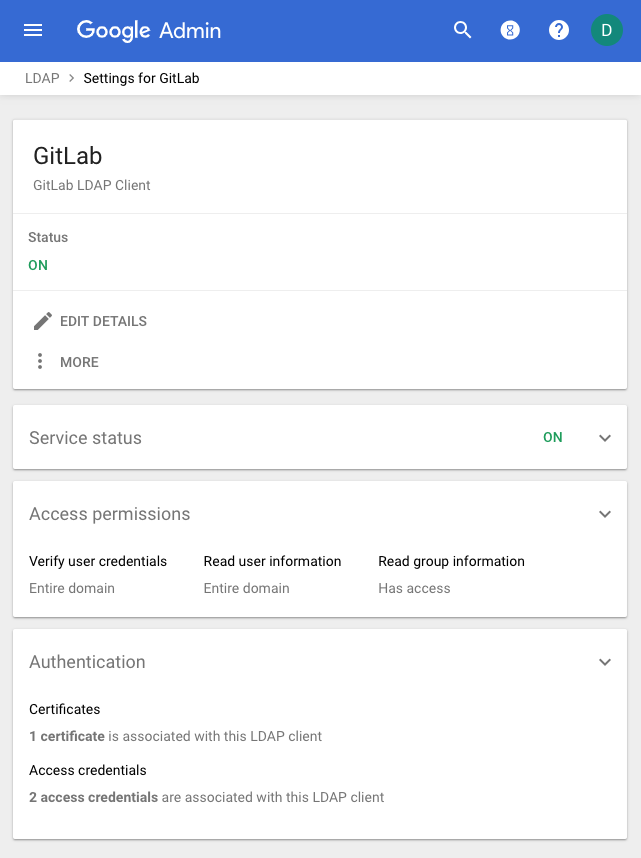 Google Admin
D
LDAP > Settings for GitLab
GitLab
GitLab LDAP Client
Status
ON
EDIT DETAILS
MORE
Service status ON
Access permissions
Verify user credentials Read user information Read group information
Entire domain Entire domain Has access
Authentication
Certificates
1 certificate is associated with this LDAP client
Access credentials
2 access credentials are associated with this LDAP client